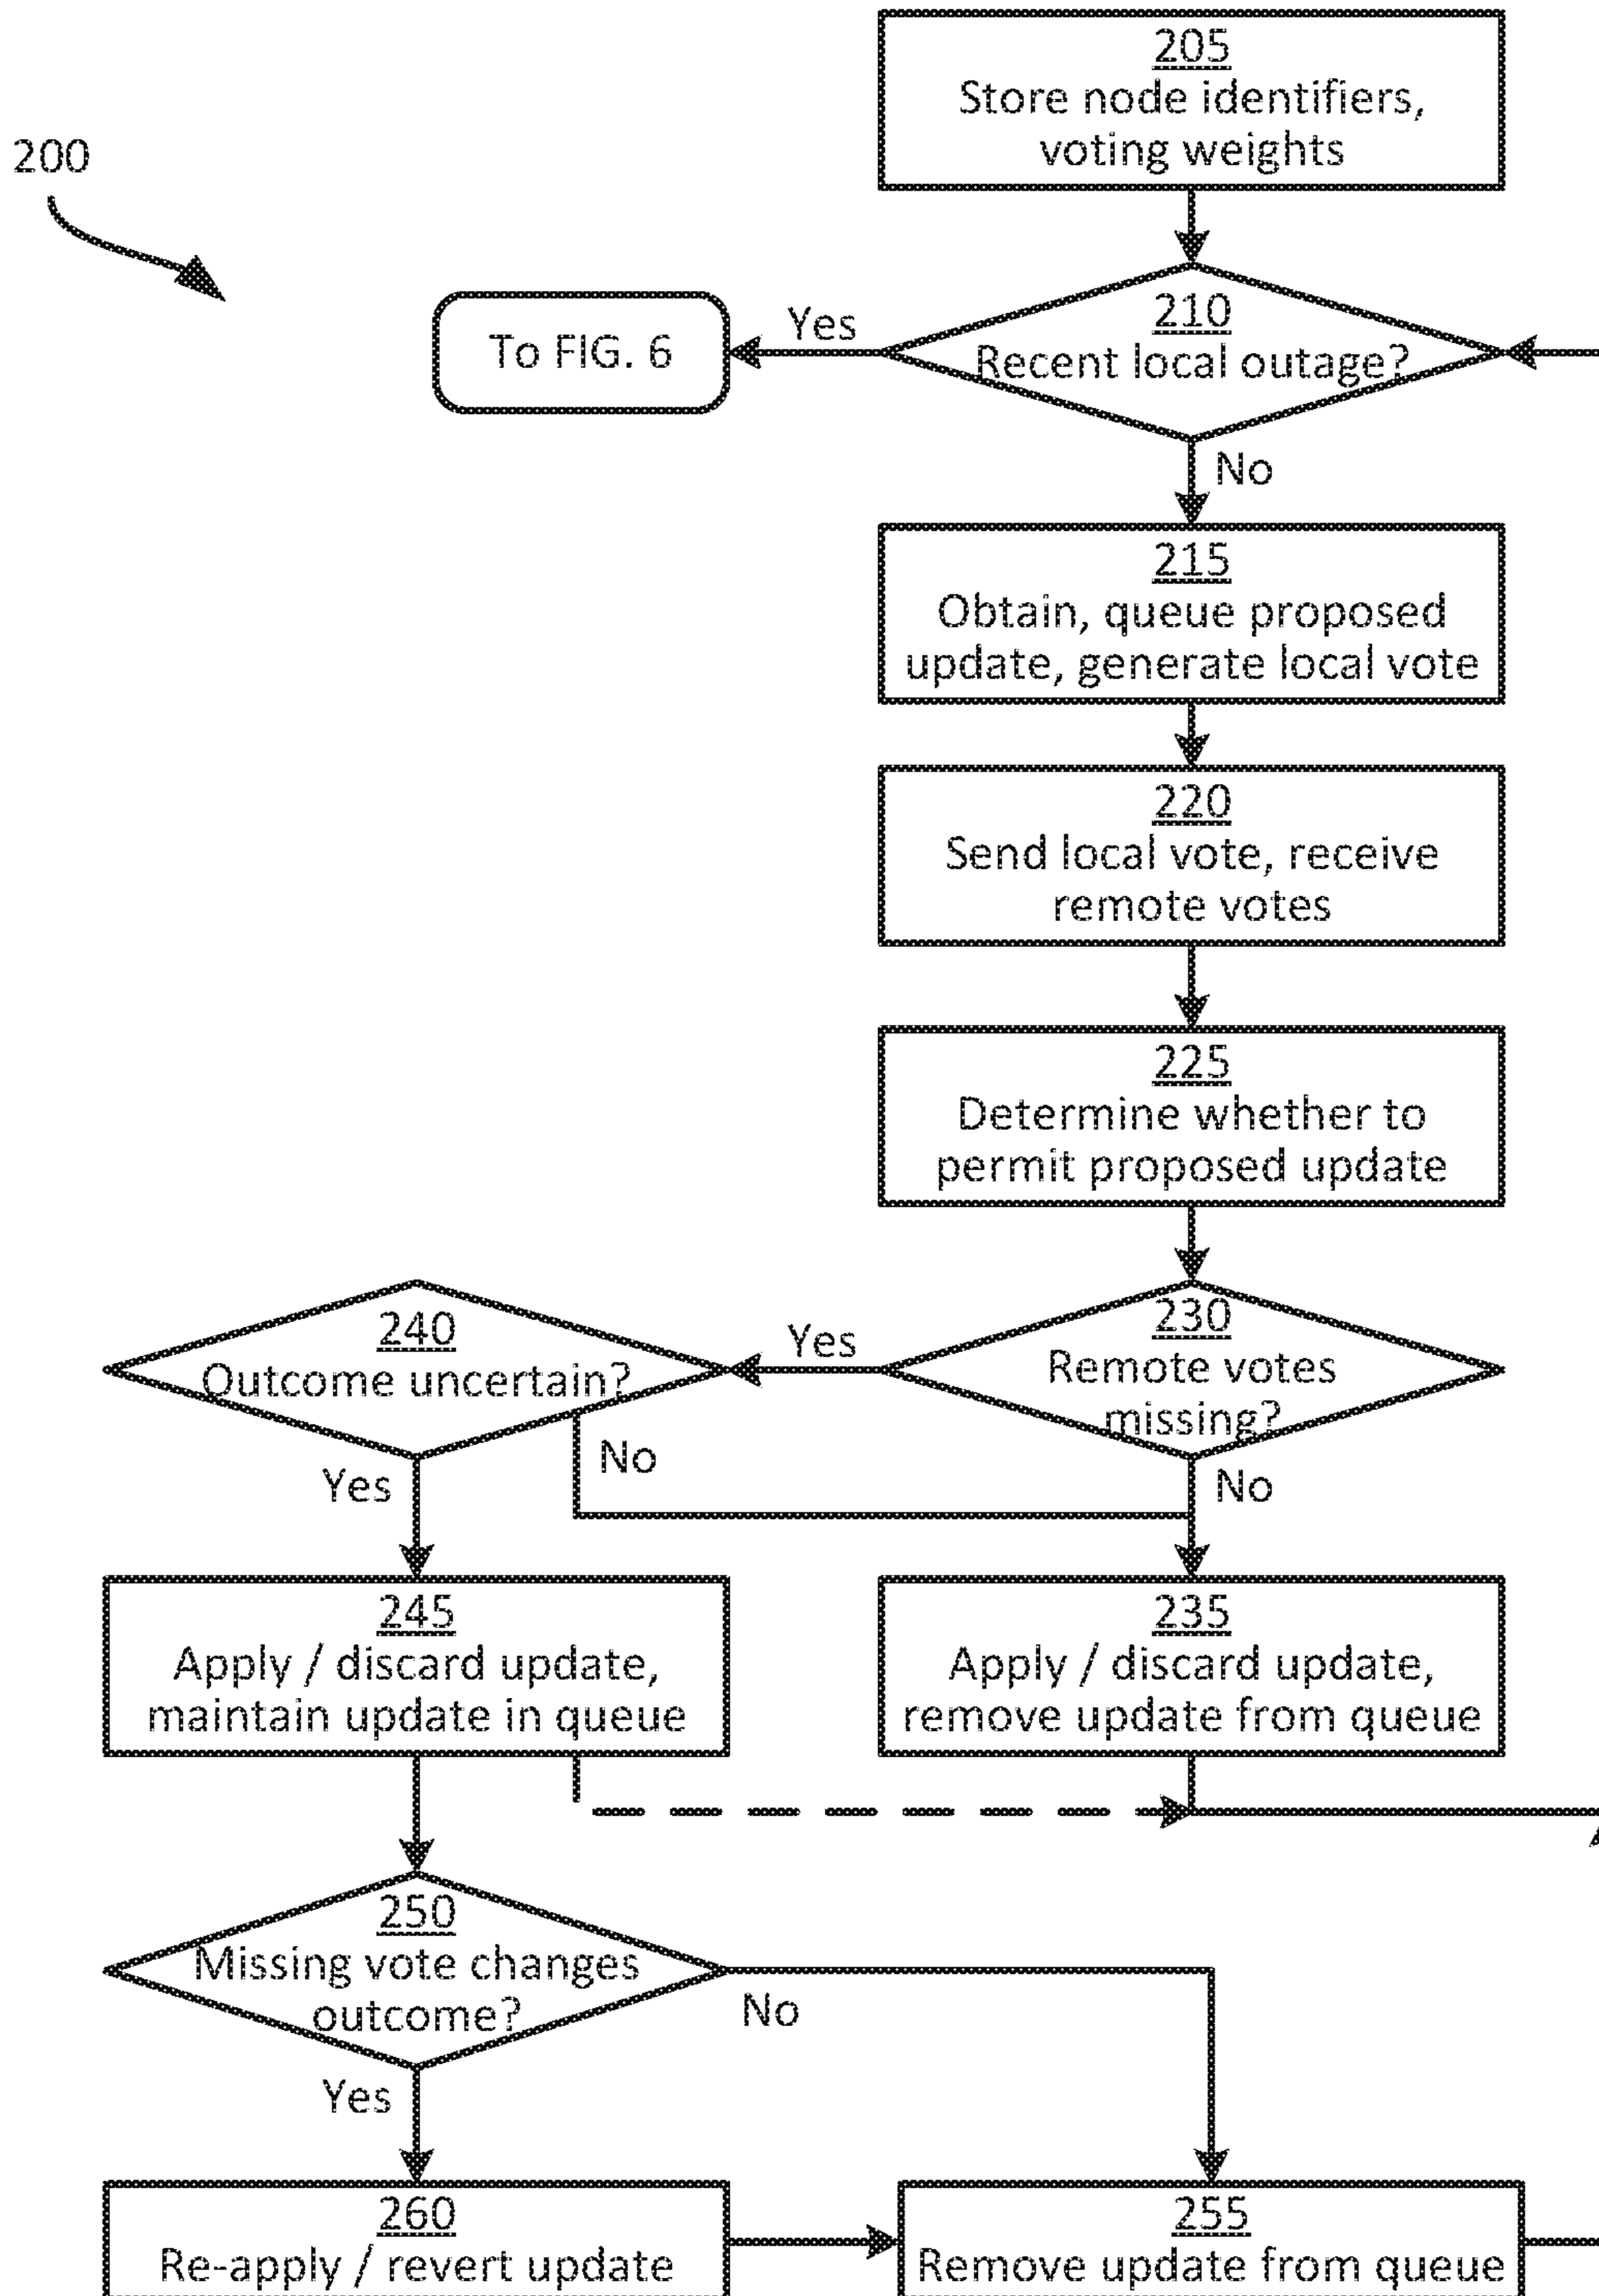 205
Store node identifiers,
voting weights
200
210
Recent local outage?
Yes
To FIG. 6
No
215
Obtain, queue proposed
update, generate local vote
220
Send local vote, receive
remote votes
225
Determine whether to
permit proposed update
230
Remote votes
missing?
Yes
240
Outcome uncertain?
No
No
Yes
245
Apply / discard update,
maintain update in queue
235
Apply / discard update,
remove update from queue
250
Missing vote changes
outcome?
No
Yes
260
Re-apply / revert update
255
Remove update from queue